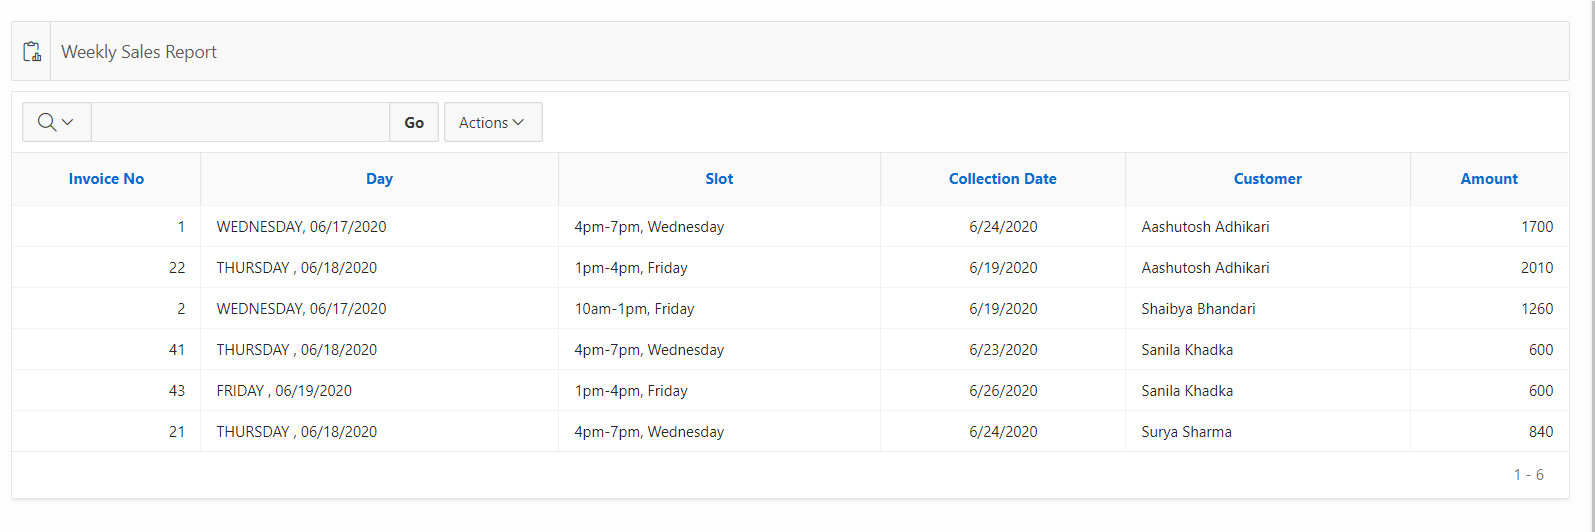 Weekly Sales Report
Go Actions
Invoice No Day Slot Collection Date Customer Amount
1 WEDNESDAY, 06/17/2020 4pm-7pm, Wednesday 6/24/2020 Aashutosh Adhikari 1700
22 THURSDAY , 06/18/2020 1pm-4pm, Friday 6/19/2020 Aashutosh Adhikari 2010
2 WEDNESDAY, 06/17/2020 10am-1pm, Friday 6/19/2020 Shaibya Bhandari 1260
41 THURSDAY , 06/18/2020 4pm-7pm, Wednesday 6/23/2020 Sanila Khadka 600
43 FRIDAY , 06/19/2020 1pm-4pm, Friday 6/26/2020 Sanila Khadka 600
21 THURSDAY , 06/18/2020 4pm-7pm, Wednesday 6/24/2020 Surya Sharma 840
1 - 6